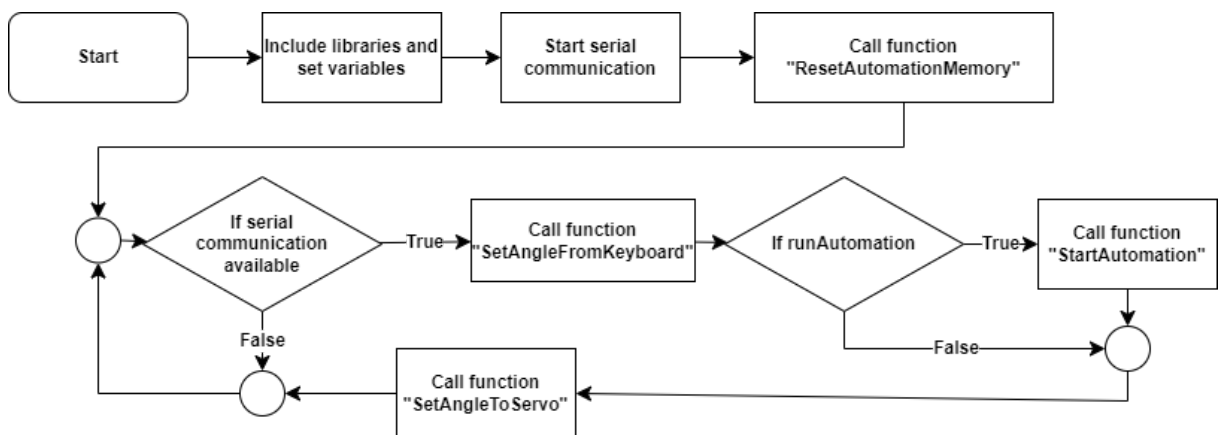 Start
Include libraries and
set variables
Start serial
communication
Call function
"ResetAutomationMemory"
If serial
communication
available
True
Call function
"SetAngleFromKeyboard"
If runAutomation
True
Call function
"StartAutomation"
False
False
Call function
"SetAngleToServo"